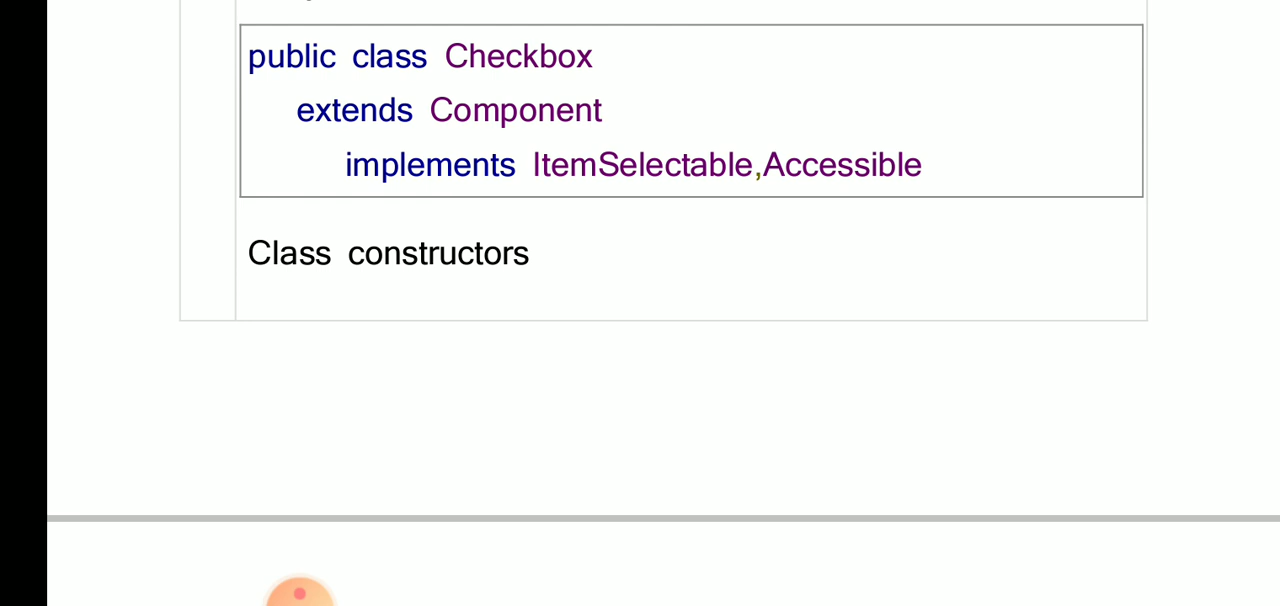 public class Checkbox
extends Component
implements ItemSelectable,Accessible
Class constructors